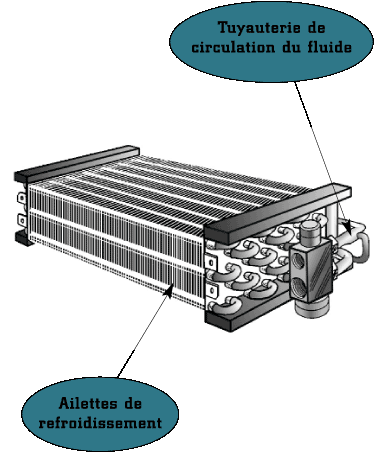 Tuyauterie de
circulation du fluide
Ailettes de
refroidissement